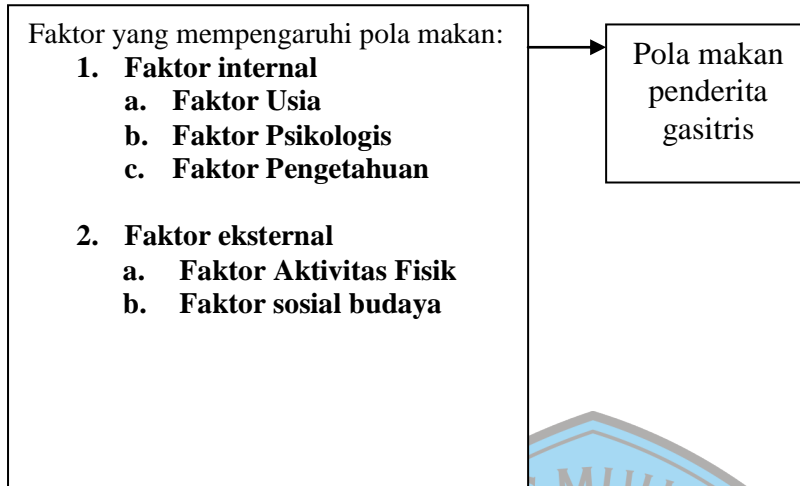 Faktor yang mempengaruhi pola makan:
1. Faktor internal
a. Faktor Usia
b. Faktor Psikologis
c. Faktor Pengetahuan
2. Faktor eksternal
a. Faktor Aktivitas Fisik
b. Faktor sosial budaya
Pola makan
penderita
gasitris